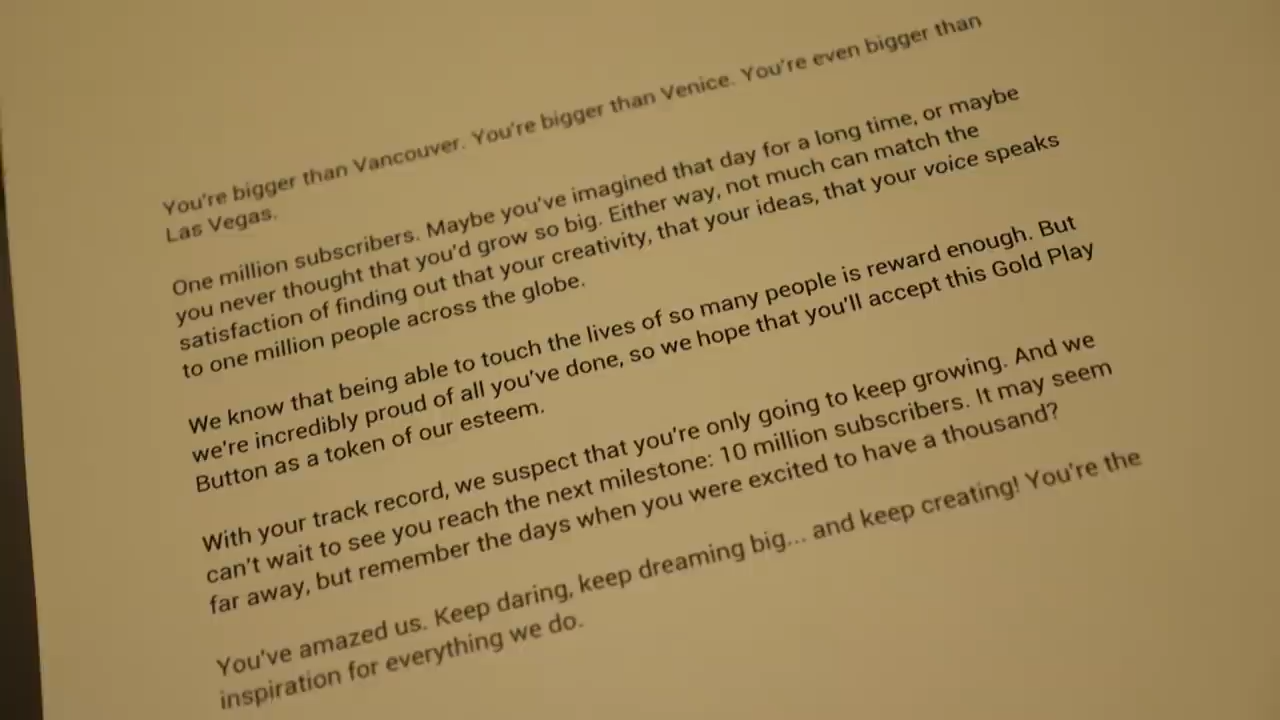 You're bigger than Vancouver. You're bigger than Venice. You're even bigger than
Las Vegas.
One million subscribers. Maybe you've imagined that day for a long time, or maybe
you never thought that you'd grow so big. Either way, not much can match the
satisfaction of finding out that your creativity, that your ideas, that your voice speaks
to one million people across the globe.
We know that being able to touch the lives of so many people is reward enough. But
we're incredibly proud of all you've done, so we hope that you'll accept this Gold Play
Button as a token of our esteem.
With your track record, we suspect that you're only going to keep growing. And we
can't wait to see you reach the next milestone: 10 million subscribers. It may seem
far away, but remember the days when you were excited to have a thousand?
You've amazed us. Keep daring, keep dreaming big... and keep creating! You're the
inspiration for everything we do.